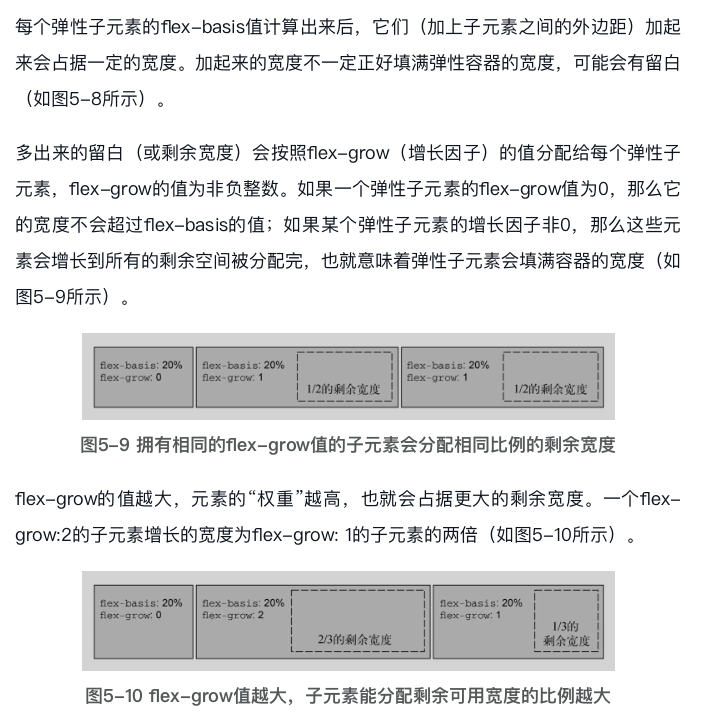 每个弹性子元素的flex-basis值计算出来后，它们（加上子元素之间的外边距）加起
来会占据一定的宽度。加起来的宽度不一定正好填满弹性容器的宽度，可能会有留白
（如图5-8所示）。
多出来的留白（或剩余宽度）会按照flex-grow（增长因子）的值分配给每个弹性子
元素，flex-grow的值为非负整数。如果一个弹性子元素的flex-grow值为0，那么它
的宽度不会超过flex-basis的值；如果某个弹性子元素的增长因子非0，那么这些元
素会增长到所有的剩余空间被分配完，也就意味着弹性子元素会填满容器的宽度（如
图5-9所示）。
flex-basis: 20%
flex-grow: 0
flex-basis: 20%
flex-grow: 1
1/2的剩余宽度
flex-basis: 20%
flex-grow: 1
1/2的剩余宽度
图5-9 拥有相同的flex-grow值的子元素会分配相同比例的剩余宽度
flex-grow的值越大，元素的“权重”越高，也就会占据更大的剩余宽度。一个flex-
grow:2的子元素增长的宽度为flex-grow: 1的子元素的两倍（如图5-10所示）。
flex-basis: 20%
flex-grow: 0
flex-basis: 20%
flex-grow: 2
2/3的剩余宽度
flex-basis: 20%
flex-grow: 1
1/3的
剩余宽度
图5-10 flex-grow值越大，子元素能分配剩余可用宽度的比例越大